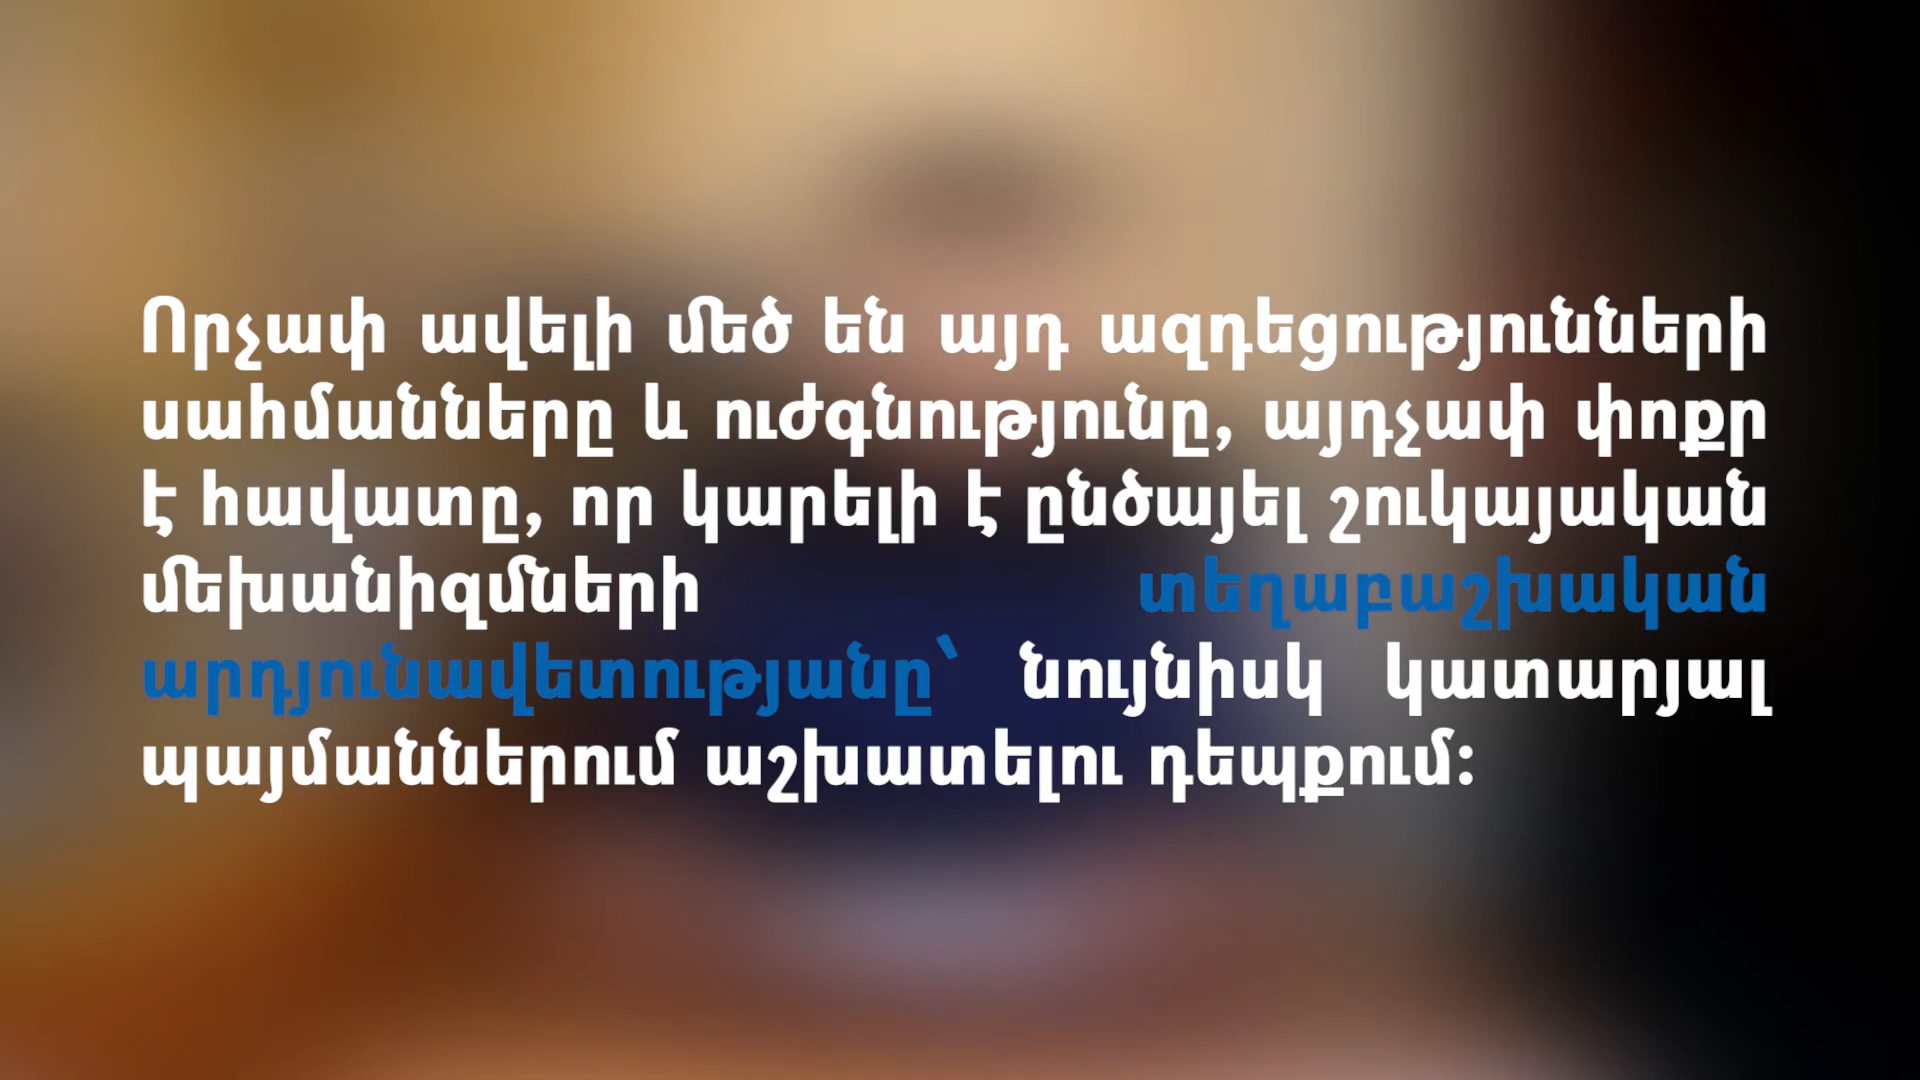 Որչափ ավելի մեծ են այդ ազդեցությունների
սահմանները և ուժգնությունը, այդչափ փոքր
է հավատը, որ կարելի է ընծայել շուկայական
մեխանիզմների տեղաբաշխական
արդյունավետությանը՝ նույնիսկ կատարյալ
պայմաններում աշխատելու դեպքում: